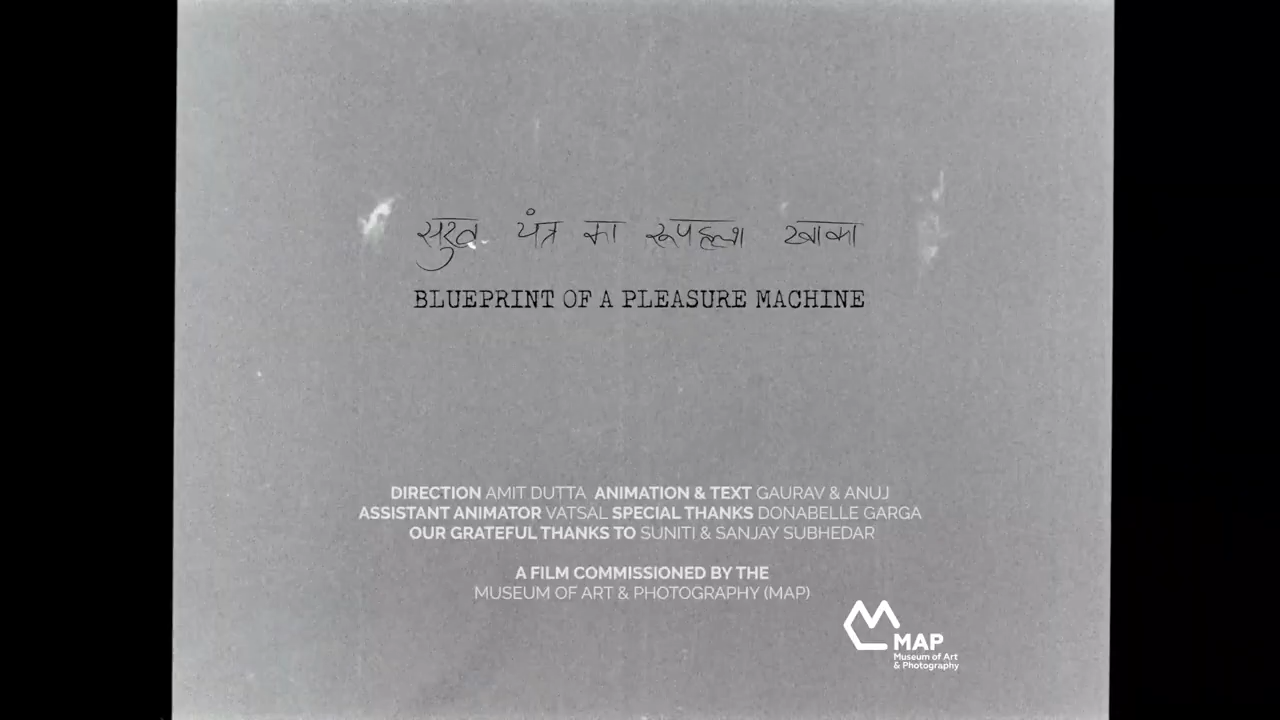 सुख यंत्र का रूपहला खाका
BLUEPRINT OF A PLEASURE MACHINE
DIRECTION AMIT DUTTA ANIMATION & TEXT GAURAV & ANUJ
ASSISTANT ANIMATOR VATSAL SPECIAL THANKS DONABELLE GARGA
OUR GRATEFUL THANKS TO SUNITI & SANJAY SUBHEDAR
A FILM COMMISSIONED BY THE
MUSEUM OF ART & PHOTOGRAPHY (MAP)
MAP
Museum of Art
& Photography